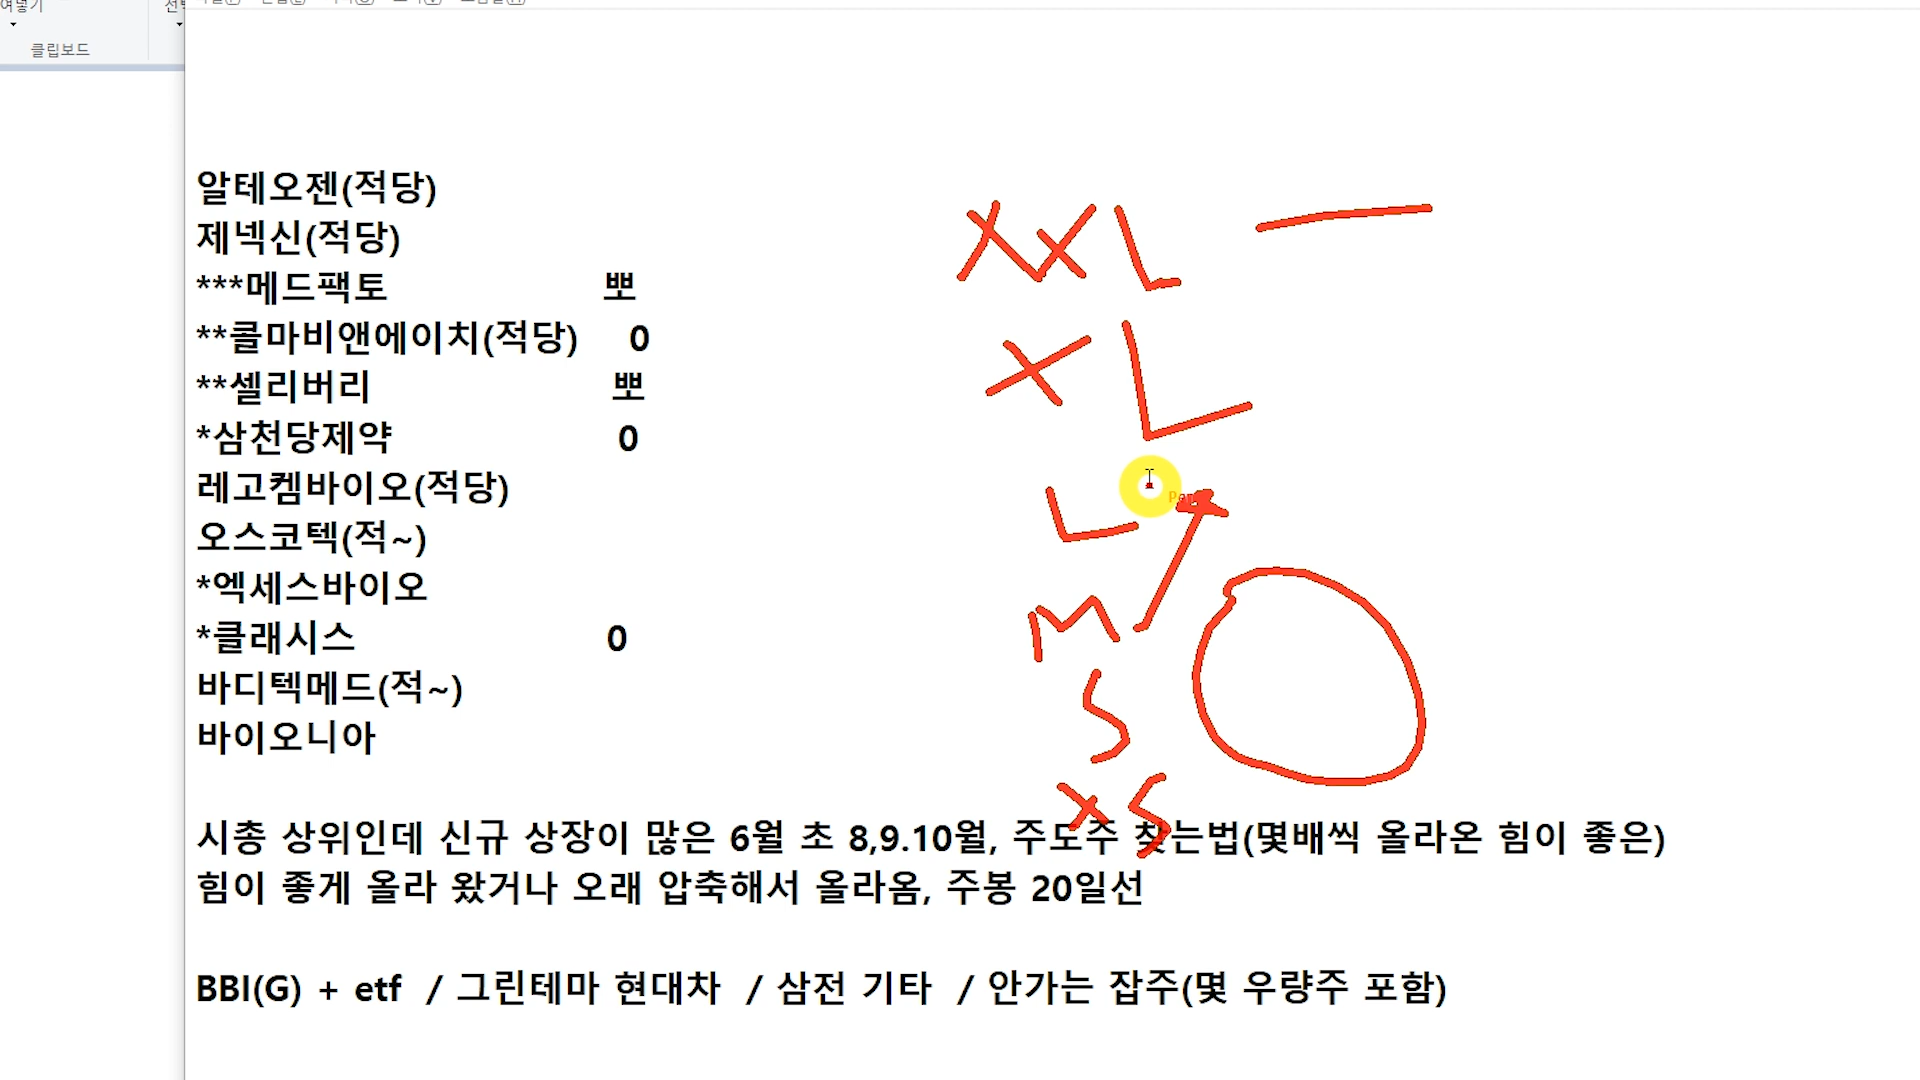 클립보드
알테오젠(적당)
제넥신(적당)
***메드팩토 뽀
**콜마비앤에이치(적당) 0
**셀리버리 뽀
*삼천당제약 0
레고켐바이오(적당)
오스코텍(적~)
*엑세스바이오
*클래시스 0
바디텍메드(적~)
바이오니아
시총 상위인데 신규 상장이 많은 6월 초 8,9.10월, 주도주 찾는법(몇배씩 올라온 힘이 좋은)
힘이 좋게 올라 왔거나 오래 압축해서 올라옴, 주봉 20일선
BBI(G) + etf / 그린테마 현대차 / 삼전 기타 / 안가는 잡주(몇 우량주 포함)
XXL
XL
L
M
S
XS